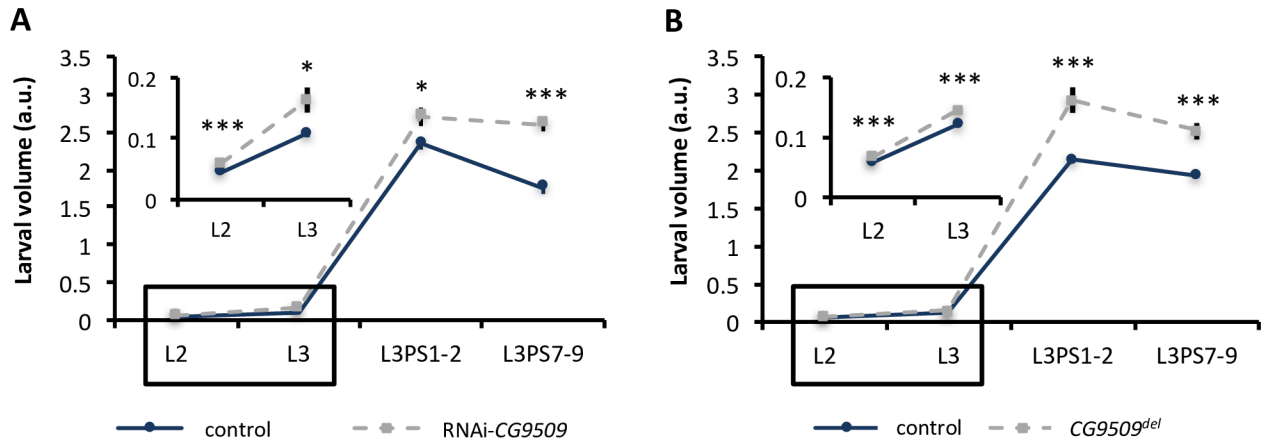 A
Larval volume (a.u.)
3.5
3
2.5
2
1.5
1
0.5
0
0.2
0.1
0
***
*
L2
L3
*
***
L2
L3
L3PS1-2
L3PS7-9
control
RNAi-CG9509
B
Larval volume (a.u.)
3.5
3
2.5
2
1.5
1
0.5
0
0.2
0.1
0
***
***
L2
L3
***
***
L2
L3
L3PS1-2
L3PS7-9
control
CG9509del